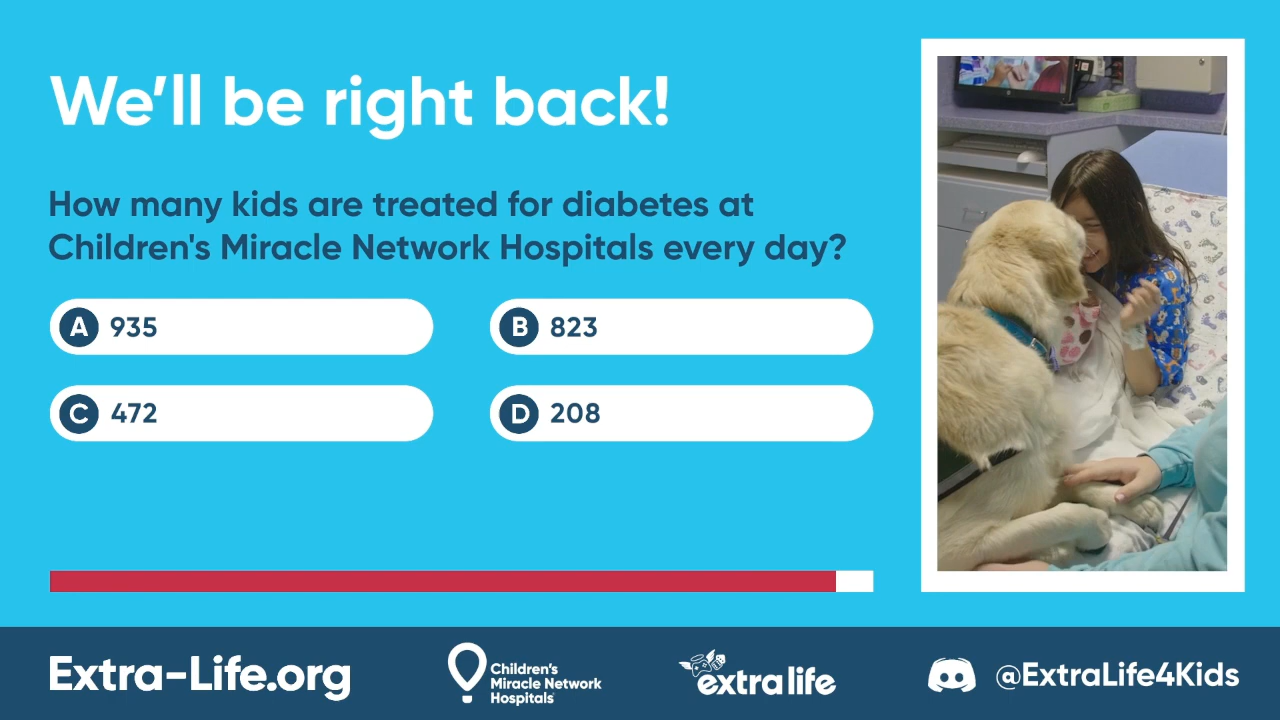 We'll be right back!
How many kids are treated for diabetes at
Children's Miracle Network Hospitals every day?
A 935
B 823
C 472
D 208
Extra-Life.org
Children's
Miracle Network
Hospitals
extra life
@ExtraLife4Kids